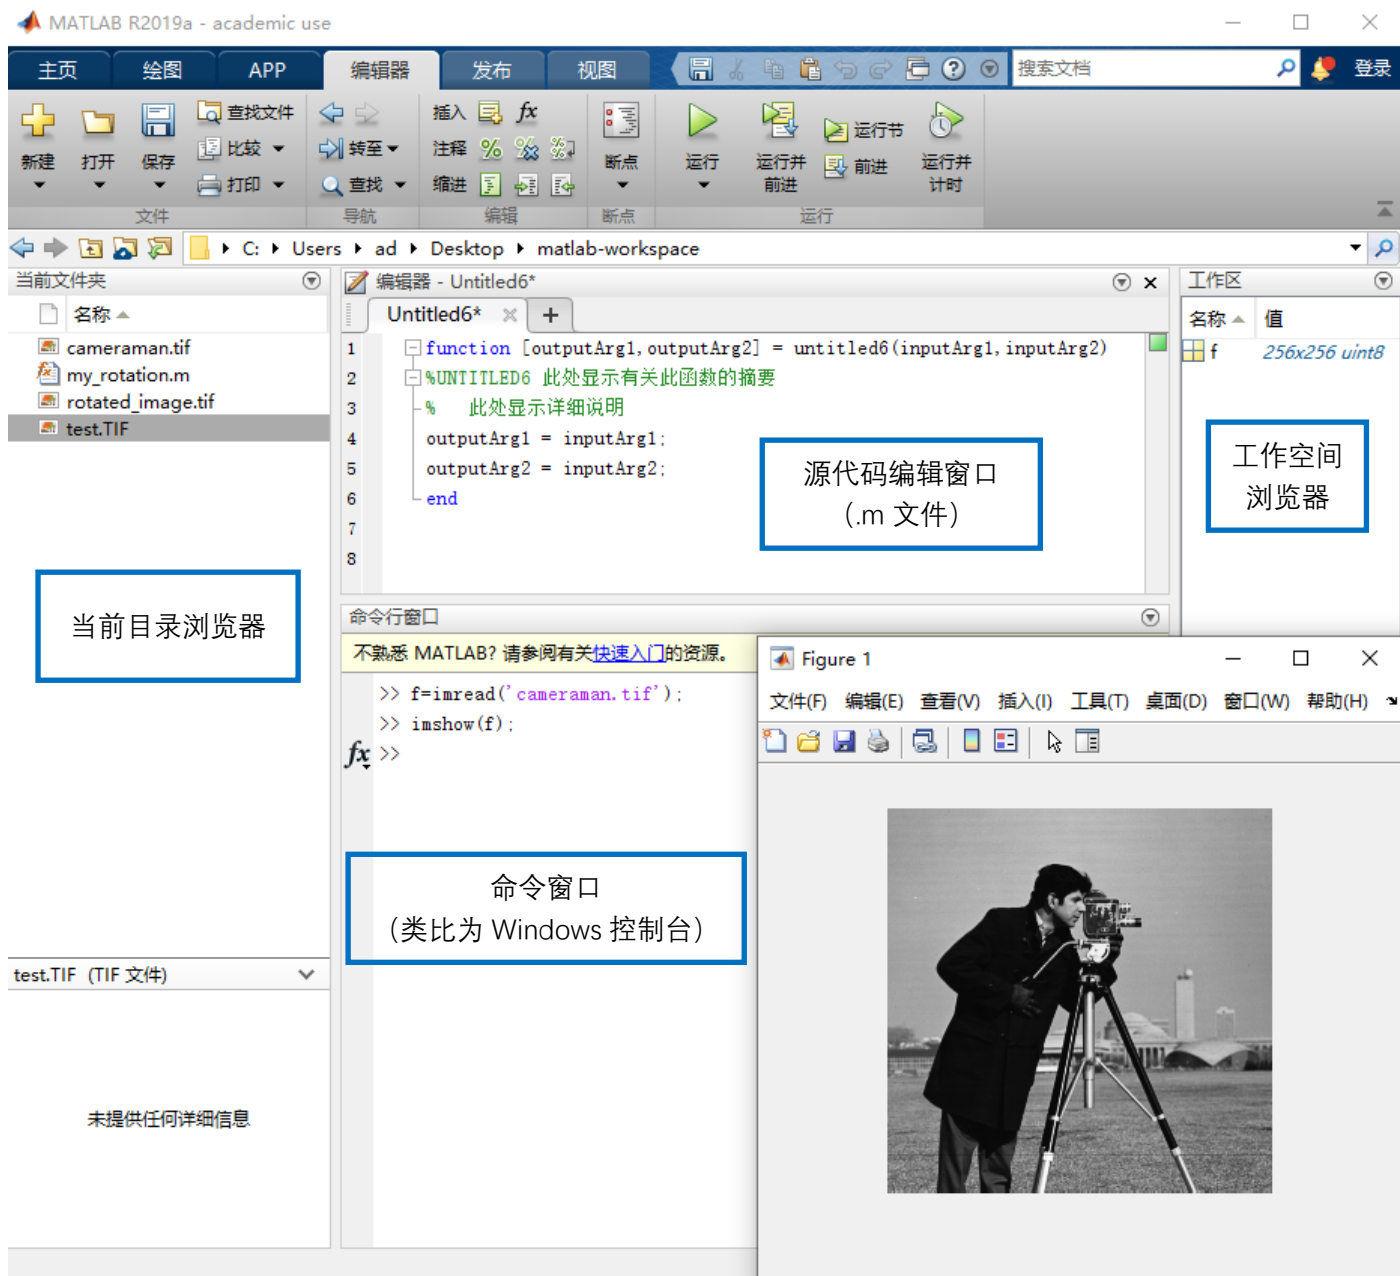 MATLAB R2019a - academic use
主页 绘图 APP 编辑器 发布 视图 搜索文档 登录
查找文件 插入 fx
新建 打开 保存 比较 转至 注释 断点 运行 运行并前进 运行节 前进 运行并计时
打印 查找 缩进
文件 导航 编辑 断点 运行
C: Users ad Desktop matlab-workspace
当前文件夹
名称
cameraman.tif
my_rotation.m
rotated_image.tif
test.TIF
当前目录浏览器
test.TIF (TIF 文件)
未提供任何详细信息
编辑器 - Untitled6*
Untitled6*
1 function [outputArg1,outputArg2] = untitled6(inputArg1,inputArg2)
2 %UNTITLED6 此处显示有关此函数的摘要
3 % 此处显示详细说明
4 outputArg1 = inputArg1;
5 outputArg2 = inputArg2;
6 end
7
8
源代码编辑窗口
（.m 文件）
工作区
名称 值
f 256x256 uint8
工作空间
浏览器
命令行窗口
不熟悉 MATLAB? 请参阅有关快速入门的资源。
>> f=imread('cameraman.tif');
>> imshow(f);
fx >>
命令窗口
（类比为 Windows 控制台）
Figure 1
文件(F) 编辑(E) 查看(V) 插入(I) 工具(T) 桌面(D) 窗口(W) 帮助(H)